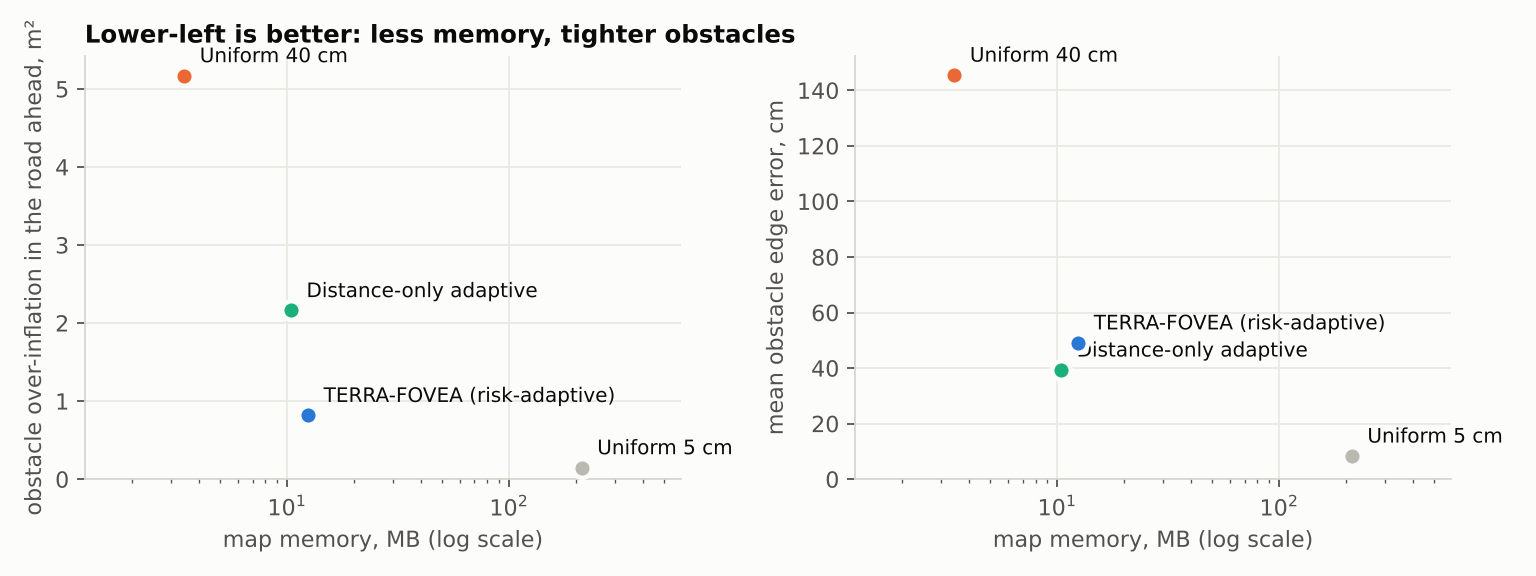 Lower-left is better: less memory, tighter obstacles
obstacle over-inflation in the road ahead, m²
5
4
3
2
1
0
Uniform 40 cm
Distance-only adaptive
TERRA-FOVEA (risk-adaptive)
Uniform 5 cm
10¹
10²
map memory, MB (log scale)
mean obstacle edge error, cm
140
120
100
80
60
40
20
0
Uniform 40 cm
TERRA-FOVEA (risk-adaptive)
Distance-only adaptive
Uniform 5 cm
10¹
10²
map memory, MB (log scale)